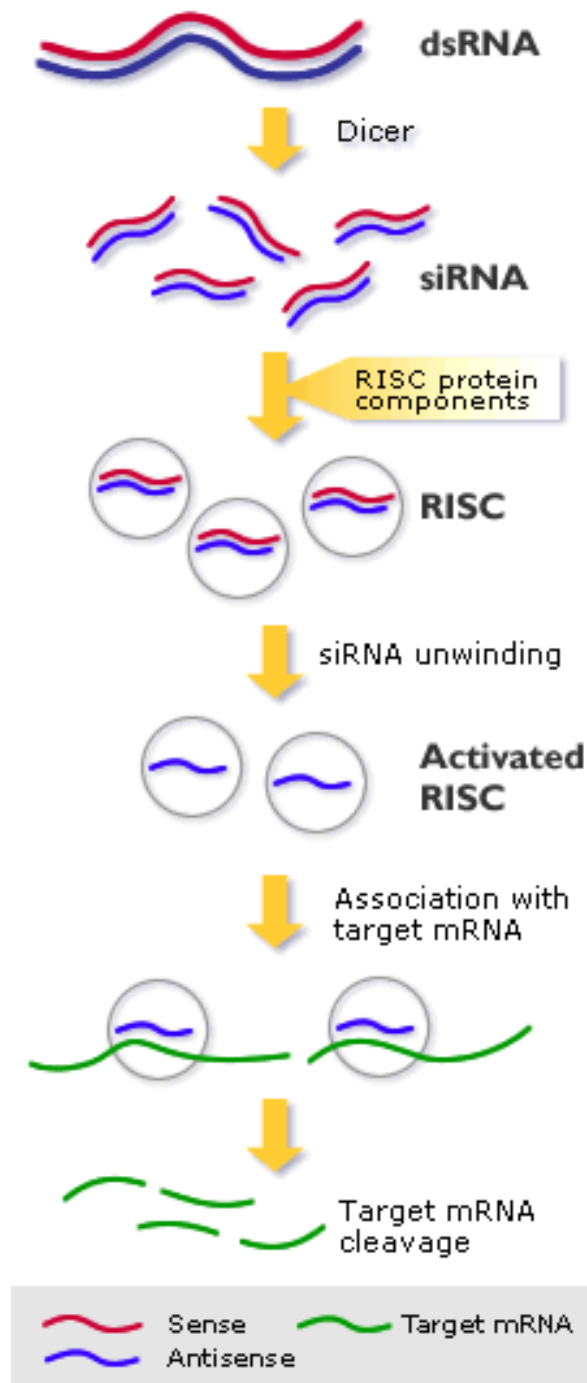 dsRNA
Dicer
siRNA
RISC protein
components
RISC
siRNA unwinding
Activated
RISC
Association with
target mRNA
Target mRNA
cleavage
Sense
Target mRNA
Antisense